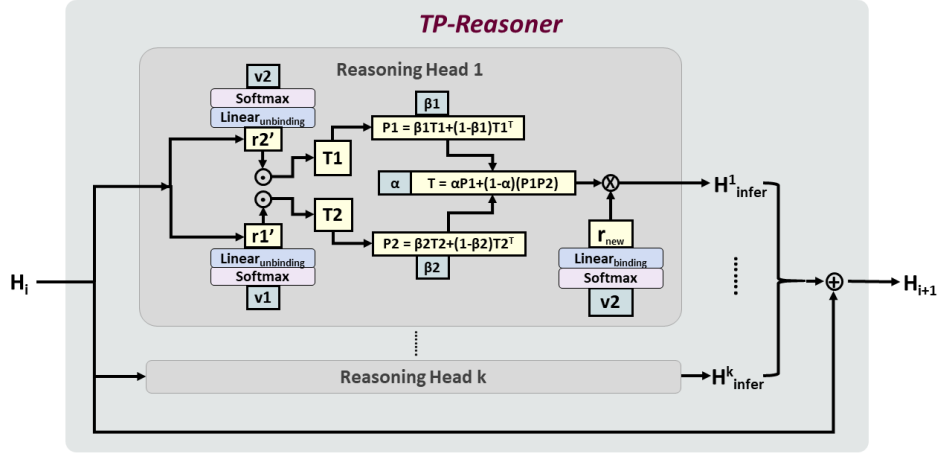 TP-Reasoner
Reasoning Head 1
v2
Softmax
Linear_unbinding
r2'
T1
β1
P1 = β1T1+(1-β1)T1^T
α
T = αP1+(1-α)(P1P2)
T2
r1'
Linear_unbinding
Softmax
v1
P2 = β2T2+(1-β2)T2^T
β2
r_new
Linear_binding
Softmax
v2
H^1_infer
H_i
H_i+1
Reasoning Head k
H^k_infer